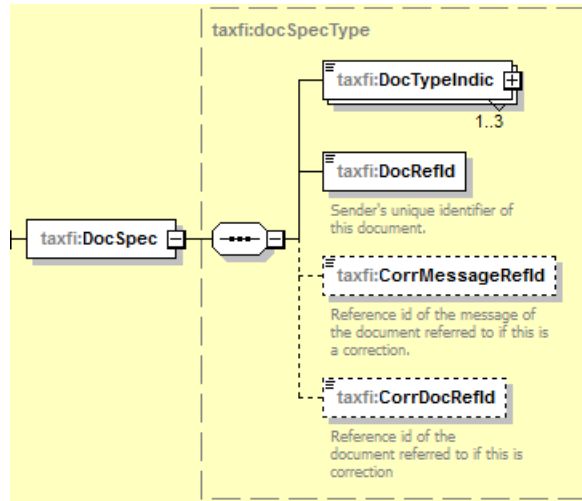 taxfi:docSpecType
taxfi:DocTypeIndic
1..3
taxfi:DocRefId
Sender's unique identifier of
this document.
taxfi:DocSpec
taxfi:CorrMessageRefId
Reference id of the message of
the document referred to if this is
a correction.
taxfi:CorrDocRefId
Reference id of the
document referred to if this is
correction